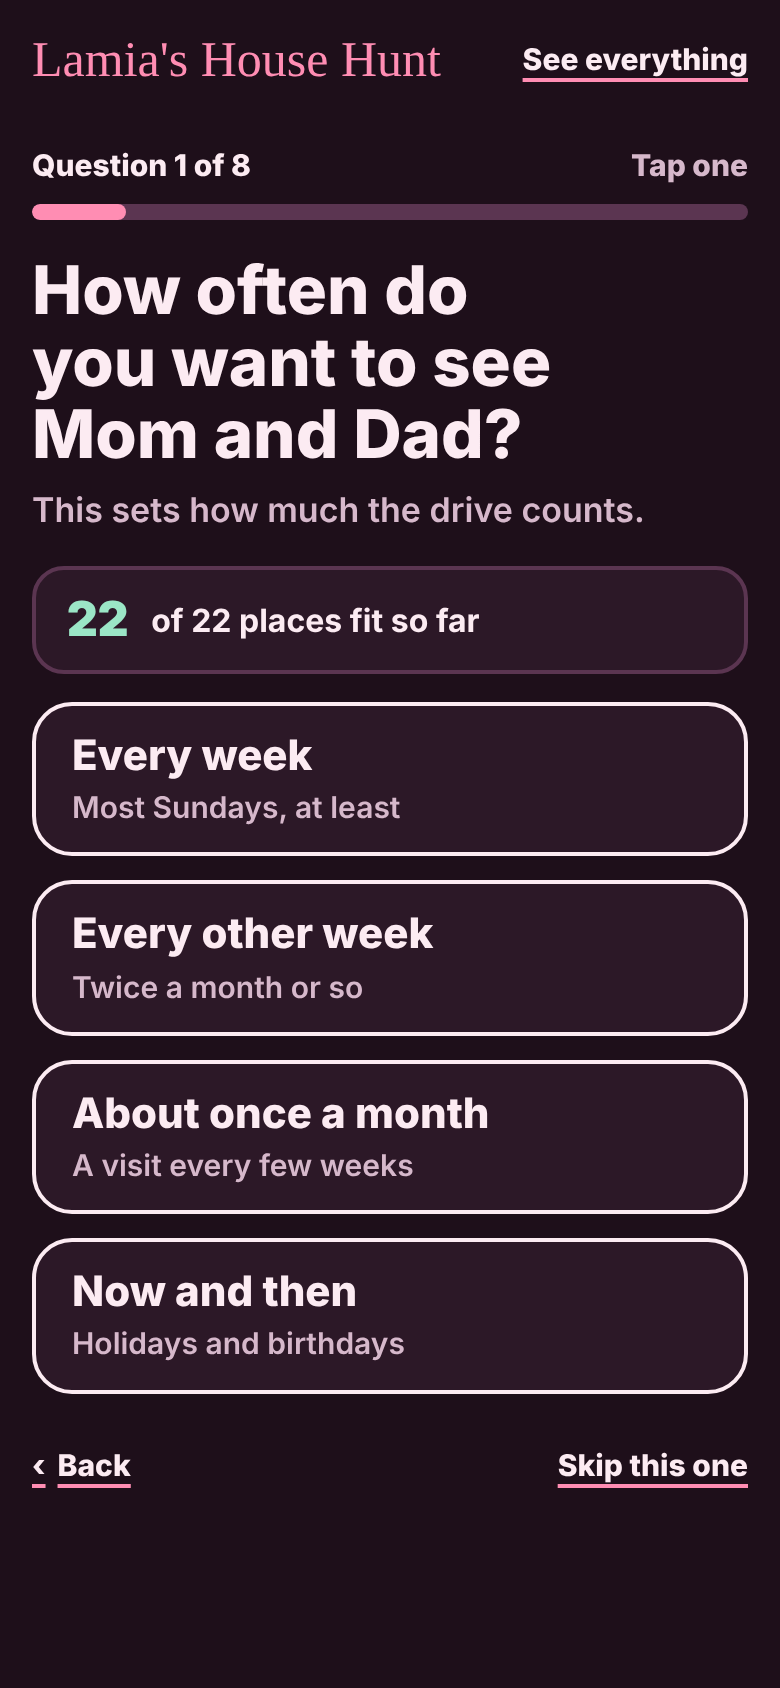 Lamia's House Hunt
See everything
Question 1 of 8
Tap one
How often do
you want to see
Mom and Dad?
This sets how much the drive counts.
22 of 22 places fit so far
Every week
Most Sundays, at least
Every other week
Twice a month or so
About once a month
A visit every few weeks
Now and then
Holidays and birthdays
‹ Back
Skip this one